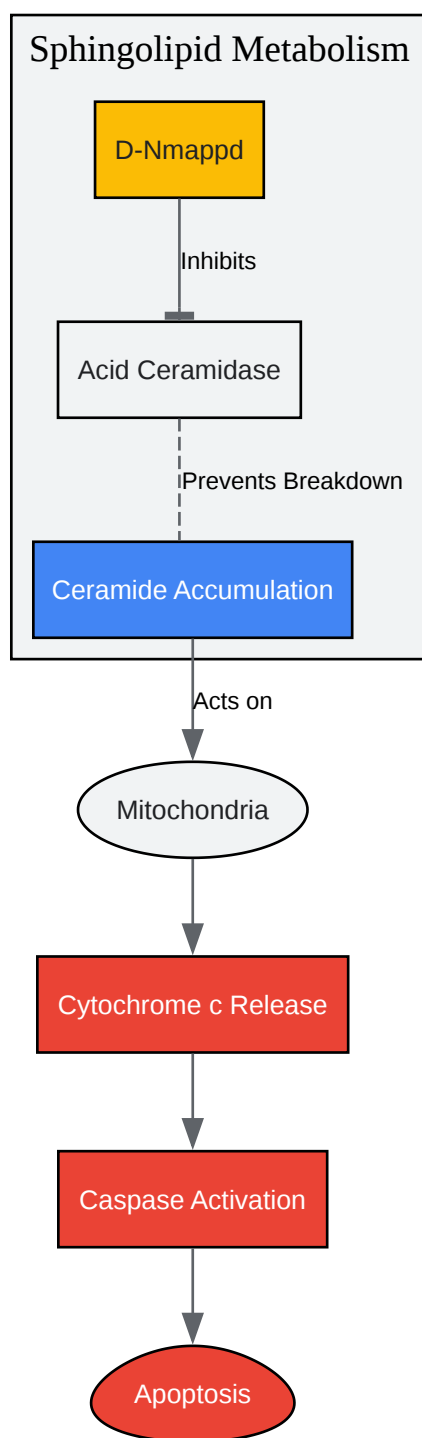 Sphingolipid Metabolism
D-Nmappd
Inhibits
Acid Ceramidase
Prevents Breakdown
Ceramide Accumulation
Acts on
Mitochondria
Cytochrome c Release
Caspase Activation
Apoptosis